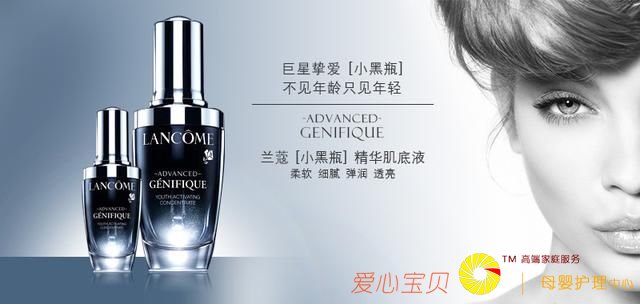 LANCÔME
ADVANCED
GÉNIFIQUE
YOUTH ACTIVATING
CONCENTRATE
LANCÔME
ADVANCED
GÉNIFIQUE
YOUTH ACTIVATING
CONCENTRATE
巨星挚爱 [小黑瓶]
不见年龄只见年轻
-ADVANCED-
GENIFIQUE
兰蔻 [小黑瓶] 精华肌底液
柔软 细腻 弹润 透亮
爱心宝贝
TM 高端家庭服务
母婴护理中心